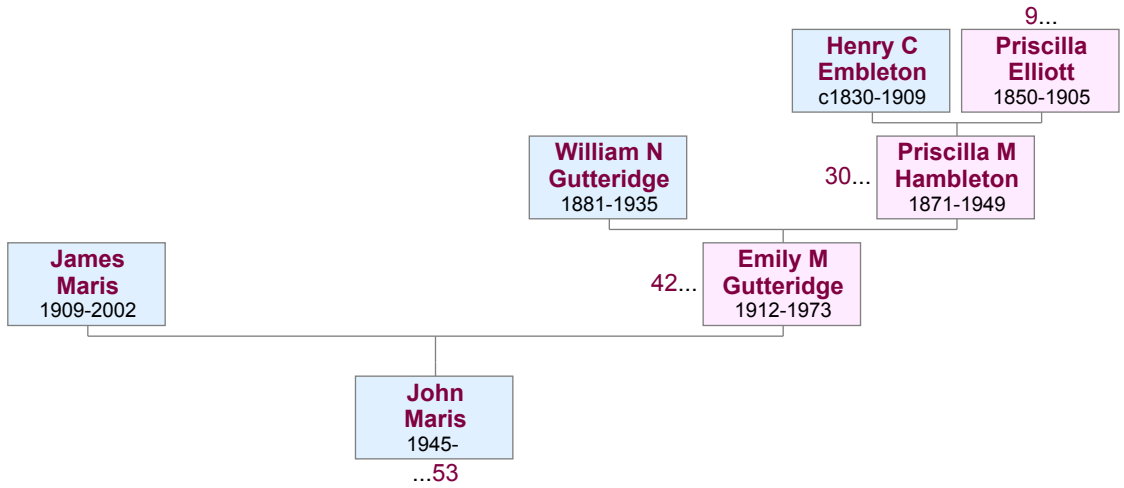 9...
Henry C
Embleton
c1830-1909
Priscilla
Elliott
1850-1905
William N
Gutteridge
1881-1935
30...
Priscilla M
Hambleton
1871-1949
James
Maris
1909-2002
42...
Emily M
Gutteridge
1912-1973
John
Maris
1945-
...53